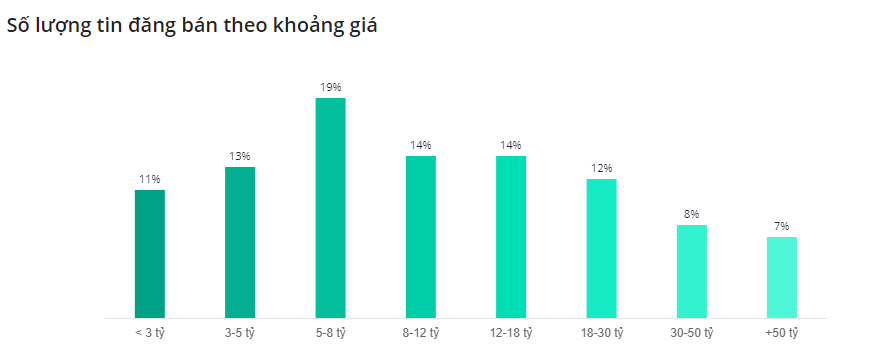 Số lượng tin đăng bán theo khoảng giá
19%
14%
14%
13%
12%
11%
8%
7%
< 3 tỷ
3-5 tỷ
5-8 tỷ
8-12 tỷ
12-18 tỷ
18-30 tỷ
30-50 tỷ
+50 tỷ